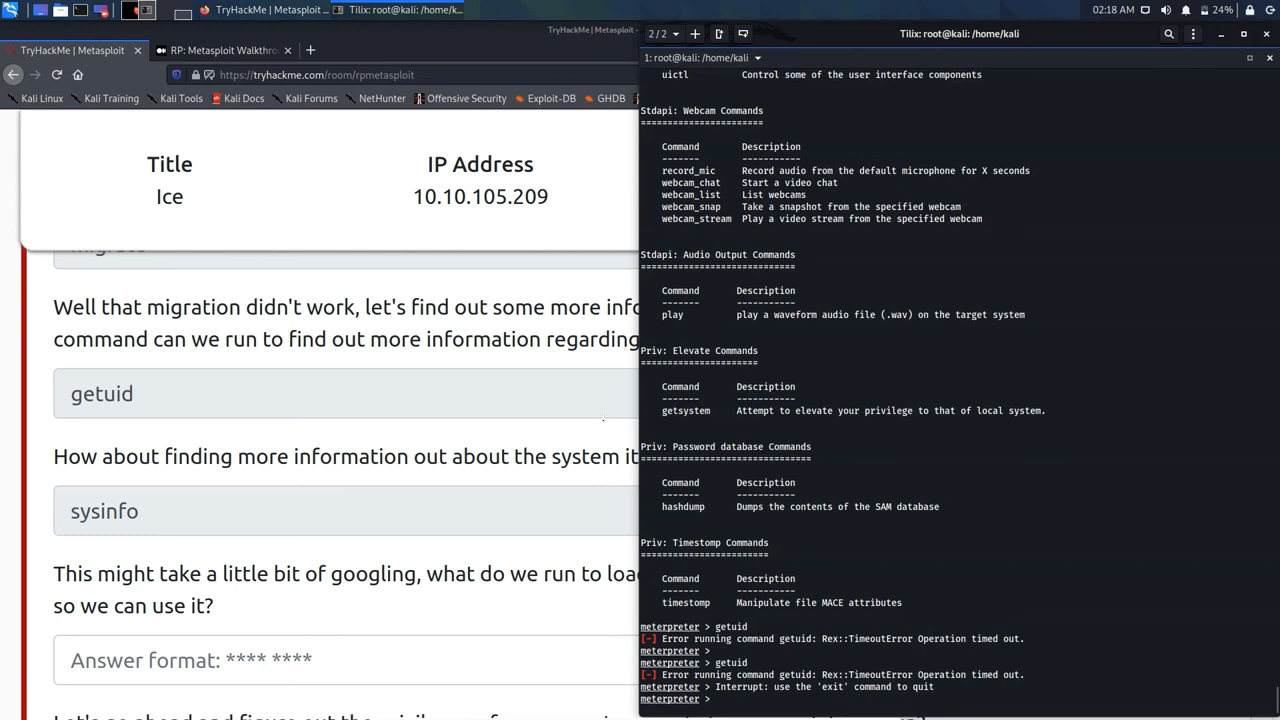 TryHackMe | Metasploit ...
Tilix: root@kali: /home/k...
02:18 AM
24%
TryHackMe | Metasploit -
2/2
Tilix: root@kali: /home/kali
TryHackMe | Metasploit
RP: Metasploit Walkthro
1: root@kali: /home/kali
https://tryhackme.com/room/rpmetasploit
Kali Linux
Kali Training
Kali Tools
Kali Docs
Kali Forums
NetHunter
Offensive Security
Exploit-DB
GHDB
Title
IP Address
Ice
10.10.105.209
Well that migration didn't work, let's find out some more info
command can we run to find out more information regarding
getuid
How about finding more information out about the system it
sysinfo
This might take a little bit of googling, what do we run to loa
so we can use it?
Answer format: **** ****
uictl Control some of the user interface components
Stdapi: Webcam Commands
=======================
Command Description
------- -----------
record_mic Record audio from the default microphone for X seconds
webcam_chat Start a video chat
webcam_list List webcams
webcam_snap Take a snapshot from the specified webcam
webcam_stream Play a video stream from the specified webcam
Stdapi: Audio Output Commands
=============================
Command Description
------- -----------
play play a waveform audio file (.wav) on the target system
Priv: Elevate Commands
======================
Command Description
------- -----------
getsystem Attempt to elevate your privilege to that of local system.
Priv: Password database Commands
================================
Command Description
------- -----------
hashdump Dumps the contents of the SAM database
Priv: Timestomp Commands
========================
Command Description
------- -----------
timestomp Manipulate file MACE attributes
meterpreter > getuid
[-] Error running command getuid: Rex::TimeoutError Operation timed out.
meterpreter >
meterpreter > getuid
[-] Error running command getuid: Rex::TimeoutError Operation timed out.
meterpreter > Interrupt: use the 'exit' command to quit
meterpreter >